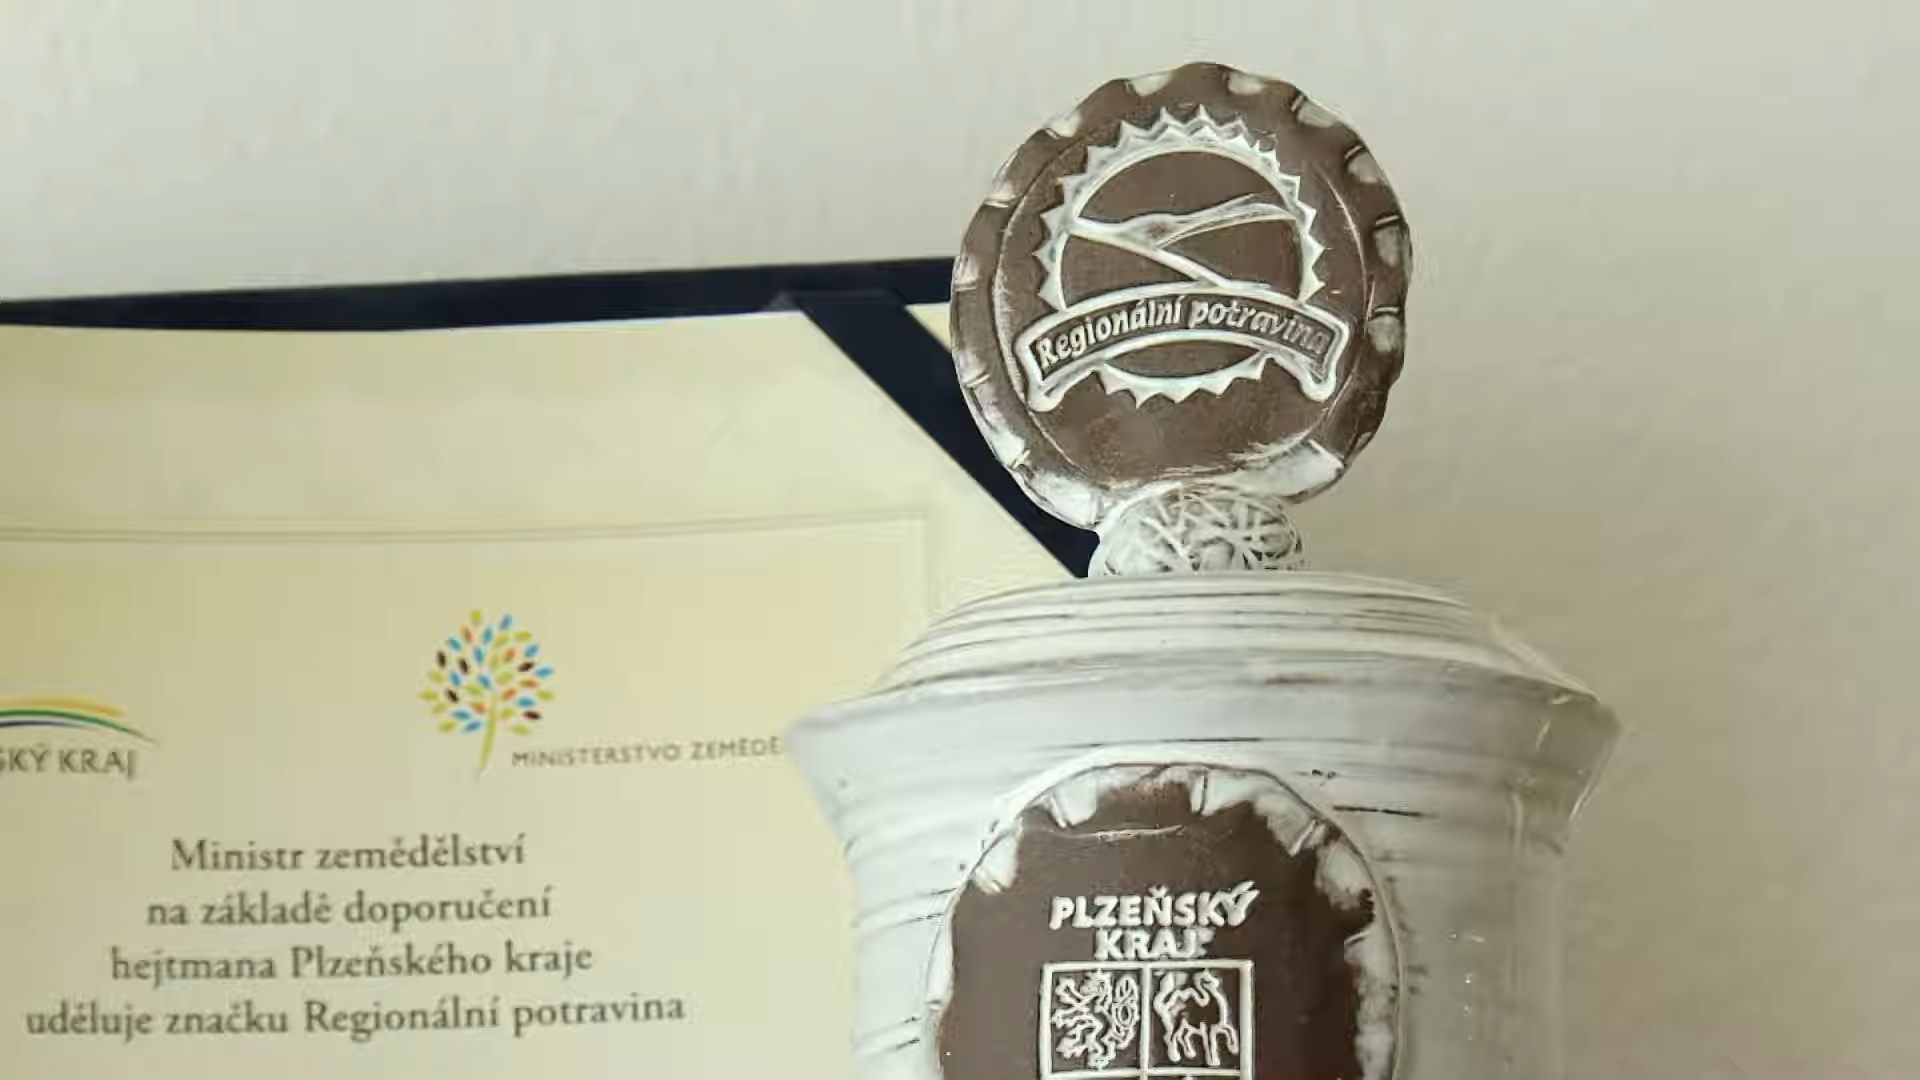 Regionální potravina
SKÝ KRAJ
MINISTERSTVO ZEMĚDĚ
Ministr zemědělství
na základě doporučení
hejtmana Plzeňského kraje
uděluje značku Regionální potravina
PLZEŇSKÝ
KRAJ